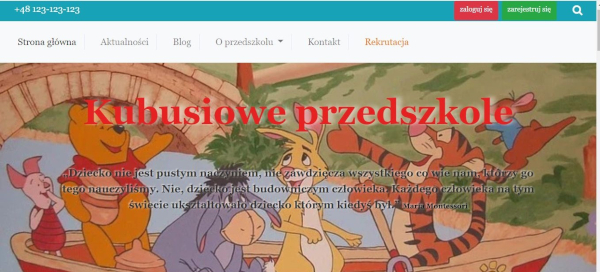 +48 123-123-123 zaloguj się zarejestruj się
Strona główna Aktualności Blog O przedszkolu Kontakt Rekrutacja
Kubusiowe przedszkole
„Dziecko nie jest pustym naczyniem, nie zawdzięcza wszystkiego co wie nam, którzy go
tego nauczyliśmy. Nie, dziecko jest budowniczym człowieka. Każdego człowieka na tym
świecie ukształtowało dziecko którym kiedyś był." Maria Montessori